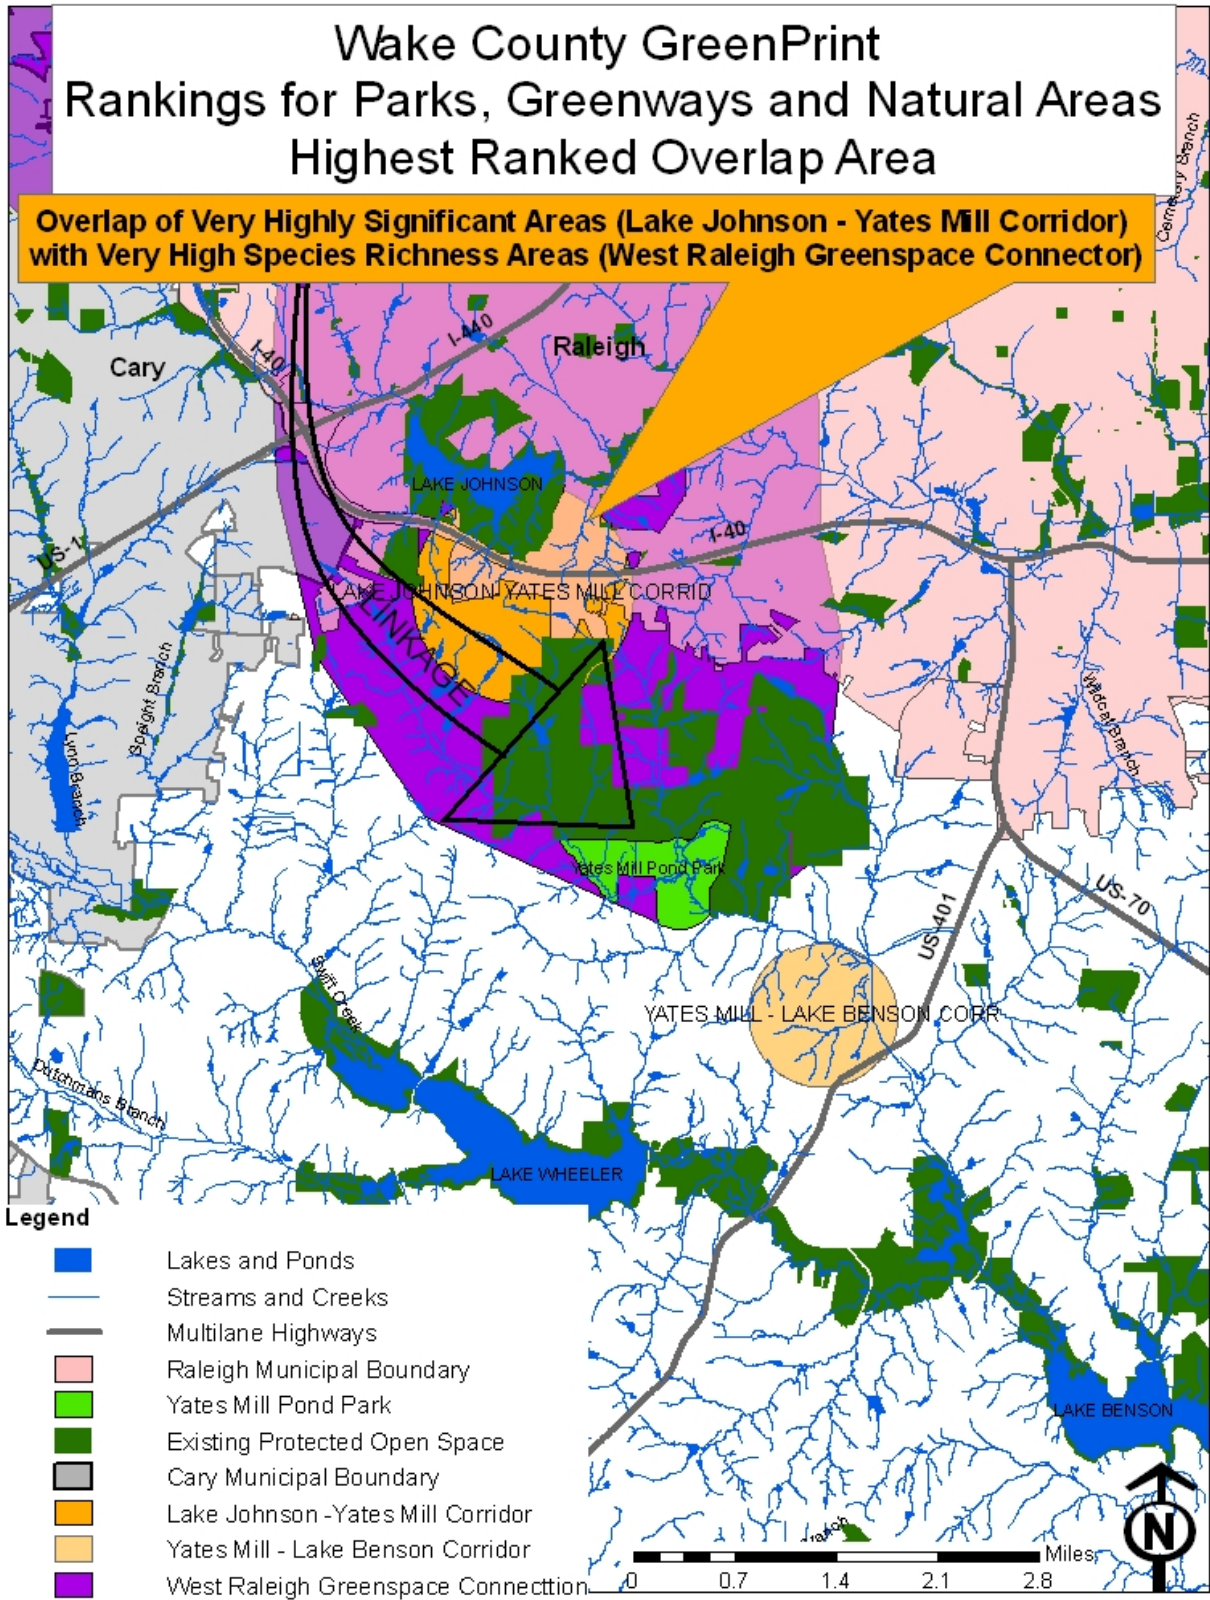 Wake County GreenPrint
Rankings for Parks, Greenways and Natural Areas
Highest Ranked Overlap Area
Overlap of Very Highly Significant Areas (Lake Johnson - Yates Mill Corridor)
with Very High Species Richness Areas (West Raleigh Greenspace Connector)
Cemetery Branch
I-440
Raleigh
I-40
Cary
LAKE JOHNSON
I-40
US-1
LAKE JOHNSON-YATES MILL CORRID
LINKAGE
Speight Branch
Wildcat Branch
Lynn Branch
Yates Mill Pond Park
US-70
US-401
Swift Creek
YATES MILL - LAKE BENSON CORR
Dutchmans Branch
LAKE WHEELER
LAKE BENSON
Legend
Lakes and Ponds
Streams and Creeks
Multilane Highways
Raleigh Municipal Boundary
Yates Mill Pond Park
Existing Protected Open Space
Cary Municipal Boundary
Lake Johnson -Yates Mill Corridor
Yates Mill - Lake Benson Corridor
West Raleigh Greenspace Connecttion
N
Miles
0 0.7 1.4 2.1 2.8